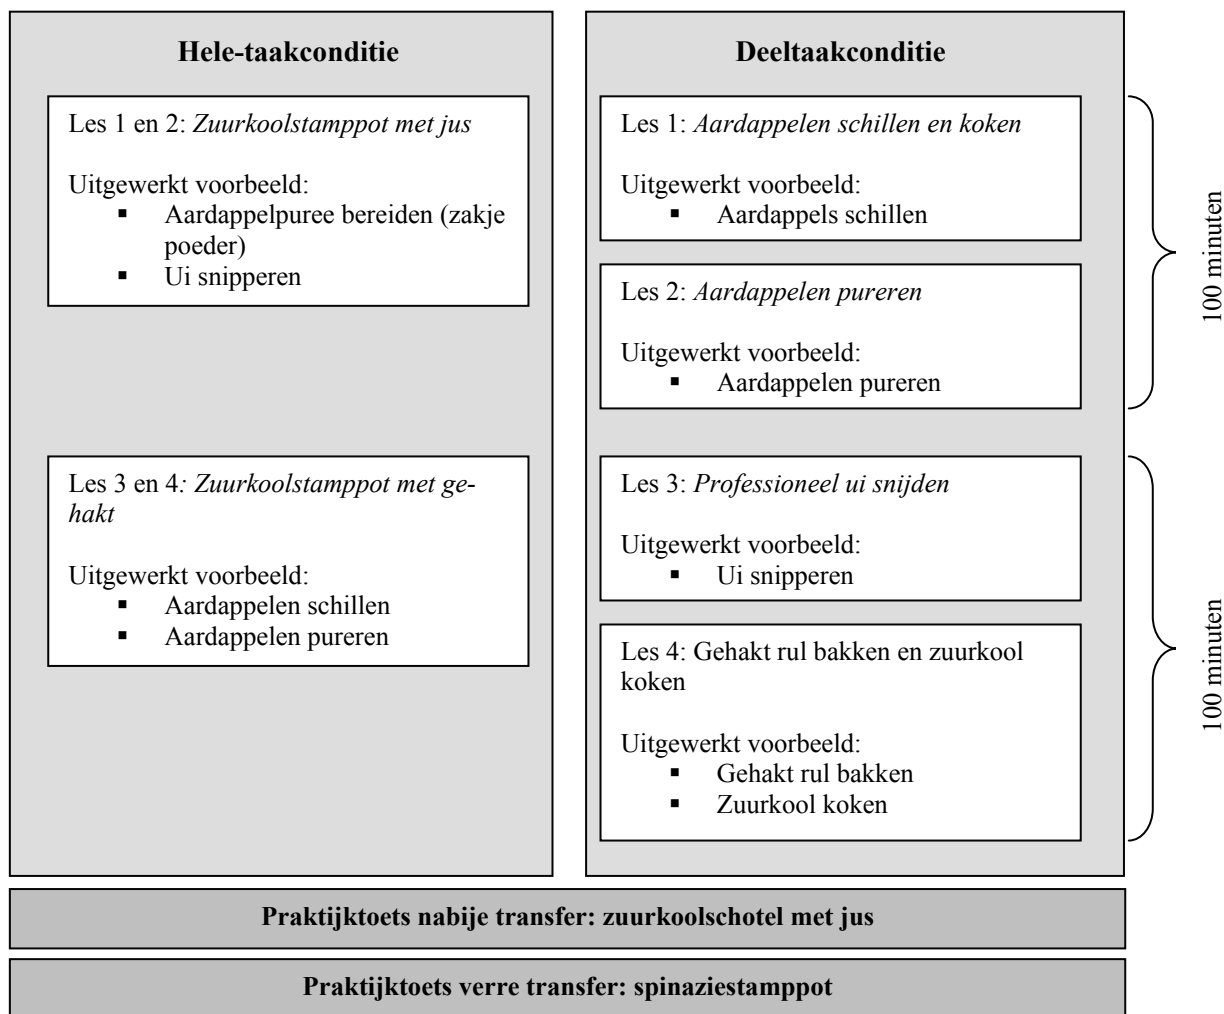 Hele-taakconditie
Les 1 en 2: Zuurkoolstamppot met jus
Uitgewerkt voorbeeld:
▪ Aardappelpuree bereiden (zakje
poeder)
▪ Ui snipperen
Les 3 en 4: Zuurkoolstamppot met ge-
hakt
Uitgewerkt voorbeeld:
▪ Aardappelen schillen
▪ Aardappelen pureren
Deeltaakconditie
Les 1: Aardappelen schillen en koken
Uitgewerkt voorbeeld:
▪ Aardappels schillen
Les 2: Aardappelen pureren
Uitgewerkt voorbeeld:
▪ Aardappelen pureren
100 minuten
Les 3: Professioneel ui snijden
Uitgewerkt voorbeeld:
▪ Ui snipperen
Les 4: Gehakt rul bakken en zuurkool
koken
Uitgewerkt voorbeeld:
▪ Gehakt rul bakken
▪ Zuurkool koken
100 minuten
Praktijktoets nabije transfer: zuurkoolschotel met jus
Praktijktoets verre transfer: spinaziestamppot